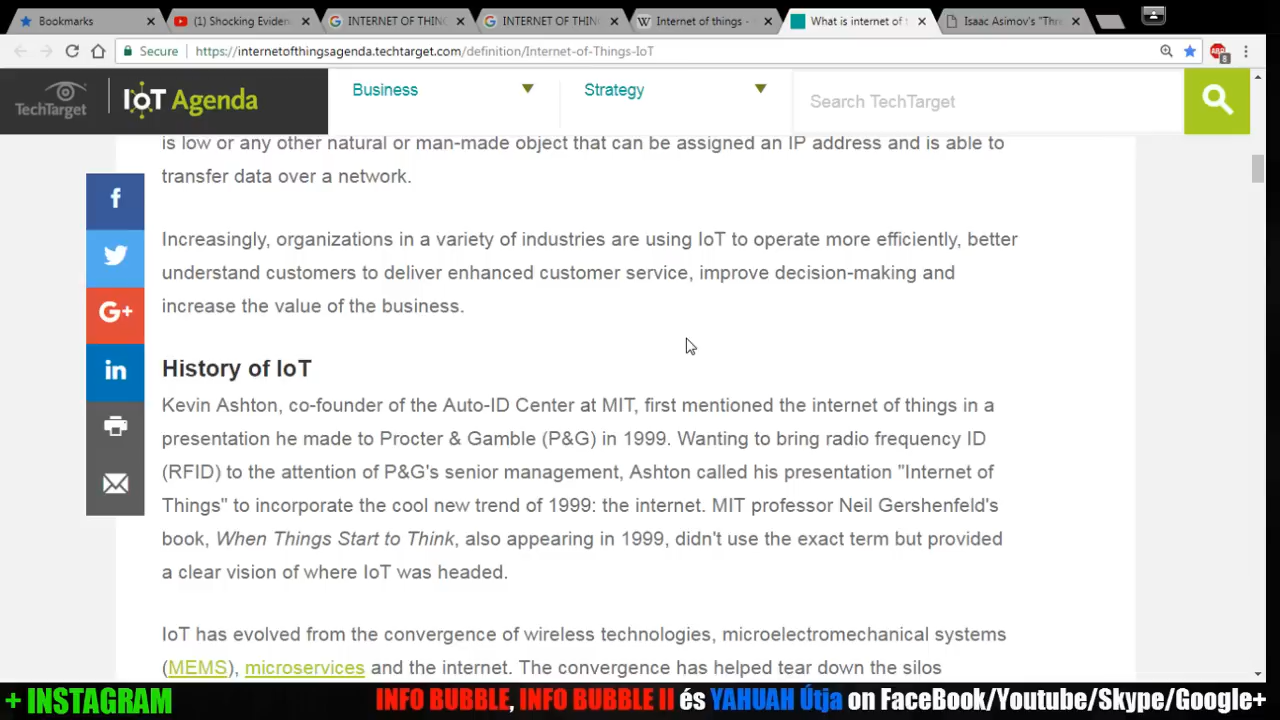 Bookmarks
(1) Shocking Eviden
INTERNET OF THIN
INTERNET OF THIN
Internet of things -
What is internet of
Isaac Asimov's "Thre
Secure https://internetofthingsagenda.techtarget.com/definition/Internet-of-Things-IoT
ABP
8
TechTarget
IoT Agenda
Business
Strategy
Search TechTarget
is low or any other natural or man-made object that can be assigned an IP address and is able to
transfer data over a network.
Increasingly, organizations in a variety of industries are using IoT to operate more efficiently, better
understand customers to deliver enhanced customer service, improve decision-making and
increase the value of the business.
f
G+
in
History of IoT
Kevin Ashton, co-founder of the Auto-ID Center at MIT, first mentioned the internet of things in a
presentation he made to Procter & Gamble (P&G) in 1999. Wanting to bring radio frequency ID
(RFID) to the attention of P&G's senior management, Ashton called his presentation "Internet of
Things" to incorporate the cool new trend of 1999: the internet. MIT professor Neil Gershenfeld's
book, When Things Start to Think, also appearing in 1999, didn't use the exact term but provided
a clear vision of where IoT was headed.
IoT has evolved from the convergence of wireless technologies, microelectromechanical systems
(MEMS), microservices and the internet. The convergence has helped tear down the silos
+ INSTAGRAM
INFO BUBBLE, INFO BUBBLE II és YAHUAH Útja on FaceBook/Youtube/Skype/Google+